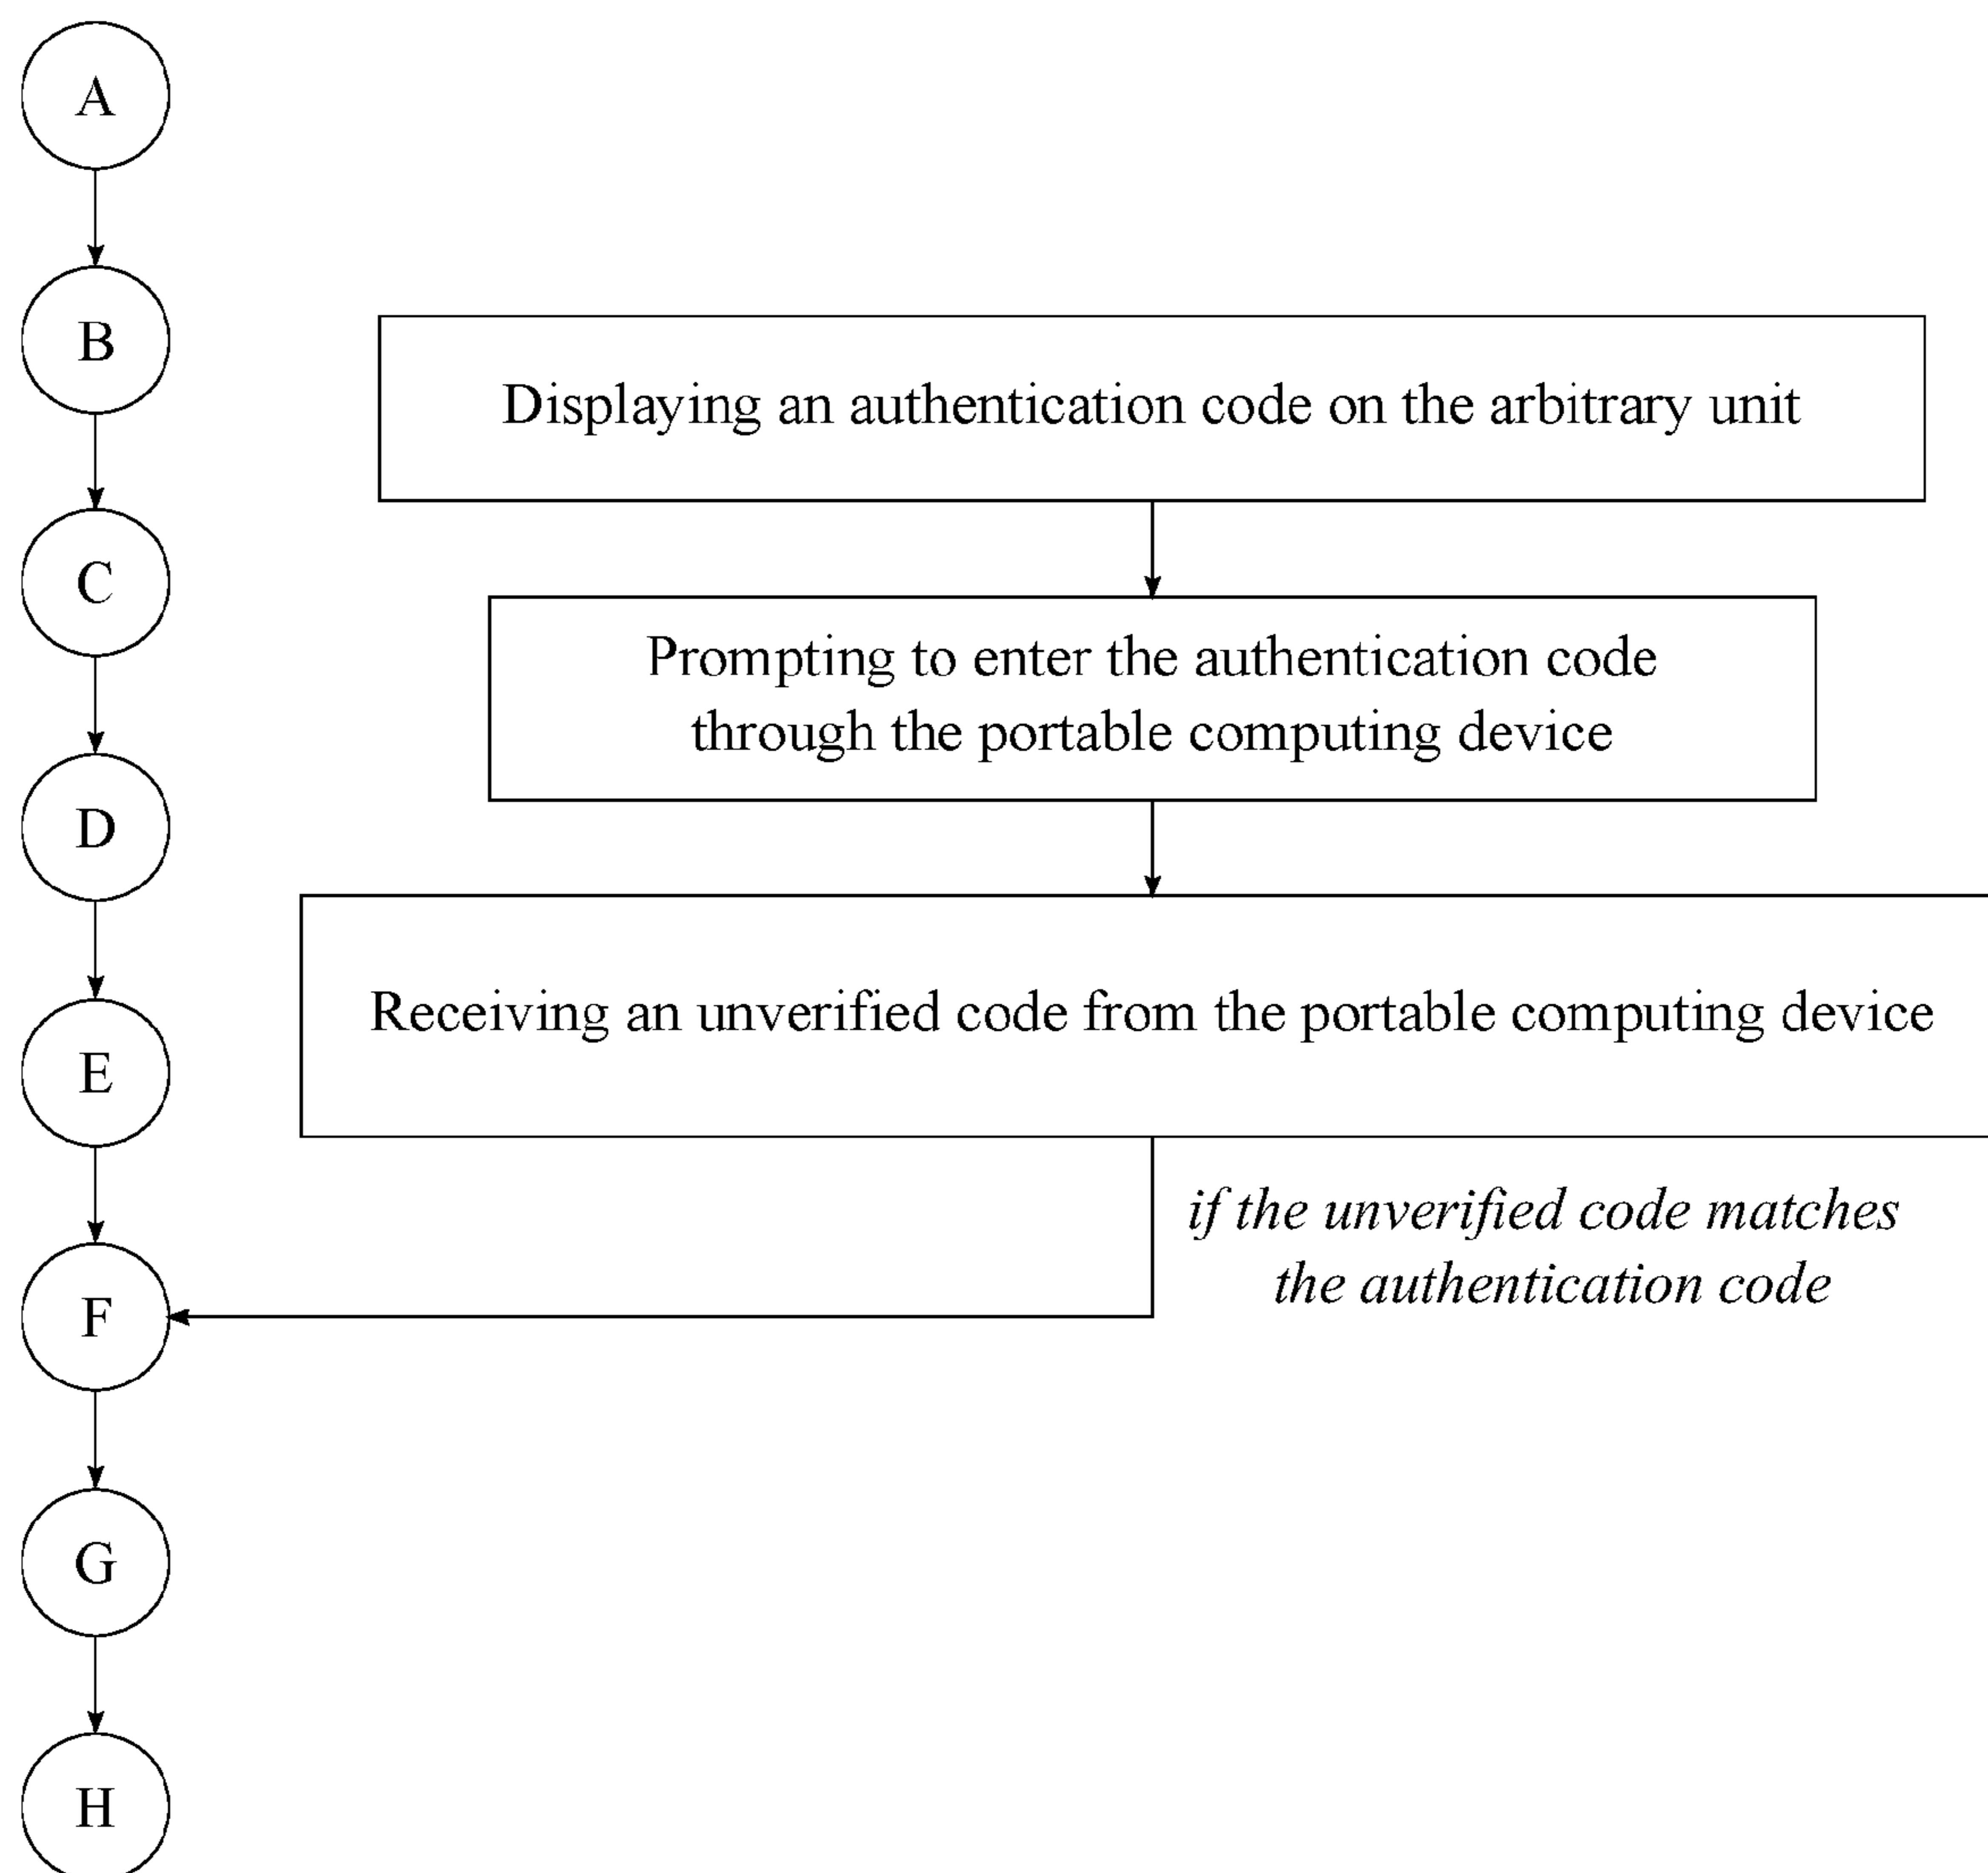 A
B
C
D
E
F
G
H
Displaying an authentication code on the arbitrary unit
Prompting to enter the authentication code
through the portable computing device
Receiving an unverified code from the portable computing device
if the unverified code matches
the authentication code